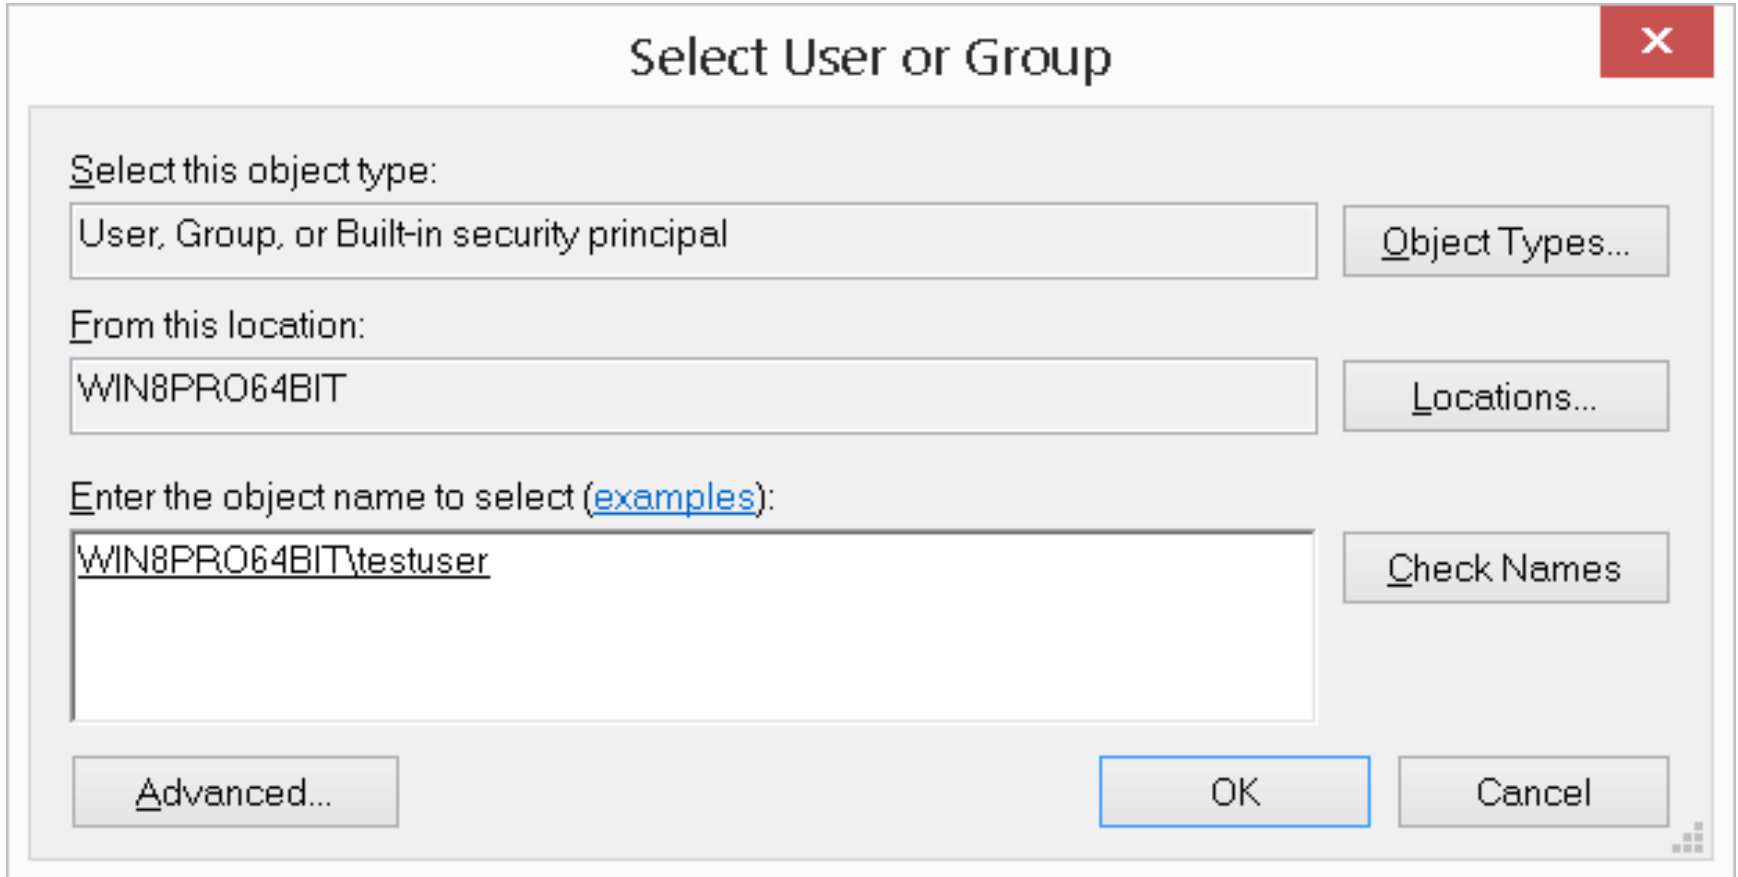 Select User or Group
Select this object type:
User, Group, or Built-in security principal
Object Types...
From this location:
WIN8PRO64BIT
Locations...
Enter the object name to select (examples):
WIN8PRO64BIT\testuser
Check Names
Advanced...
OK
Cancel